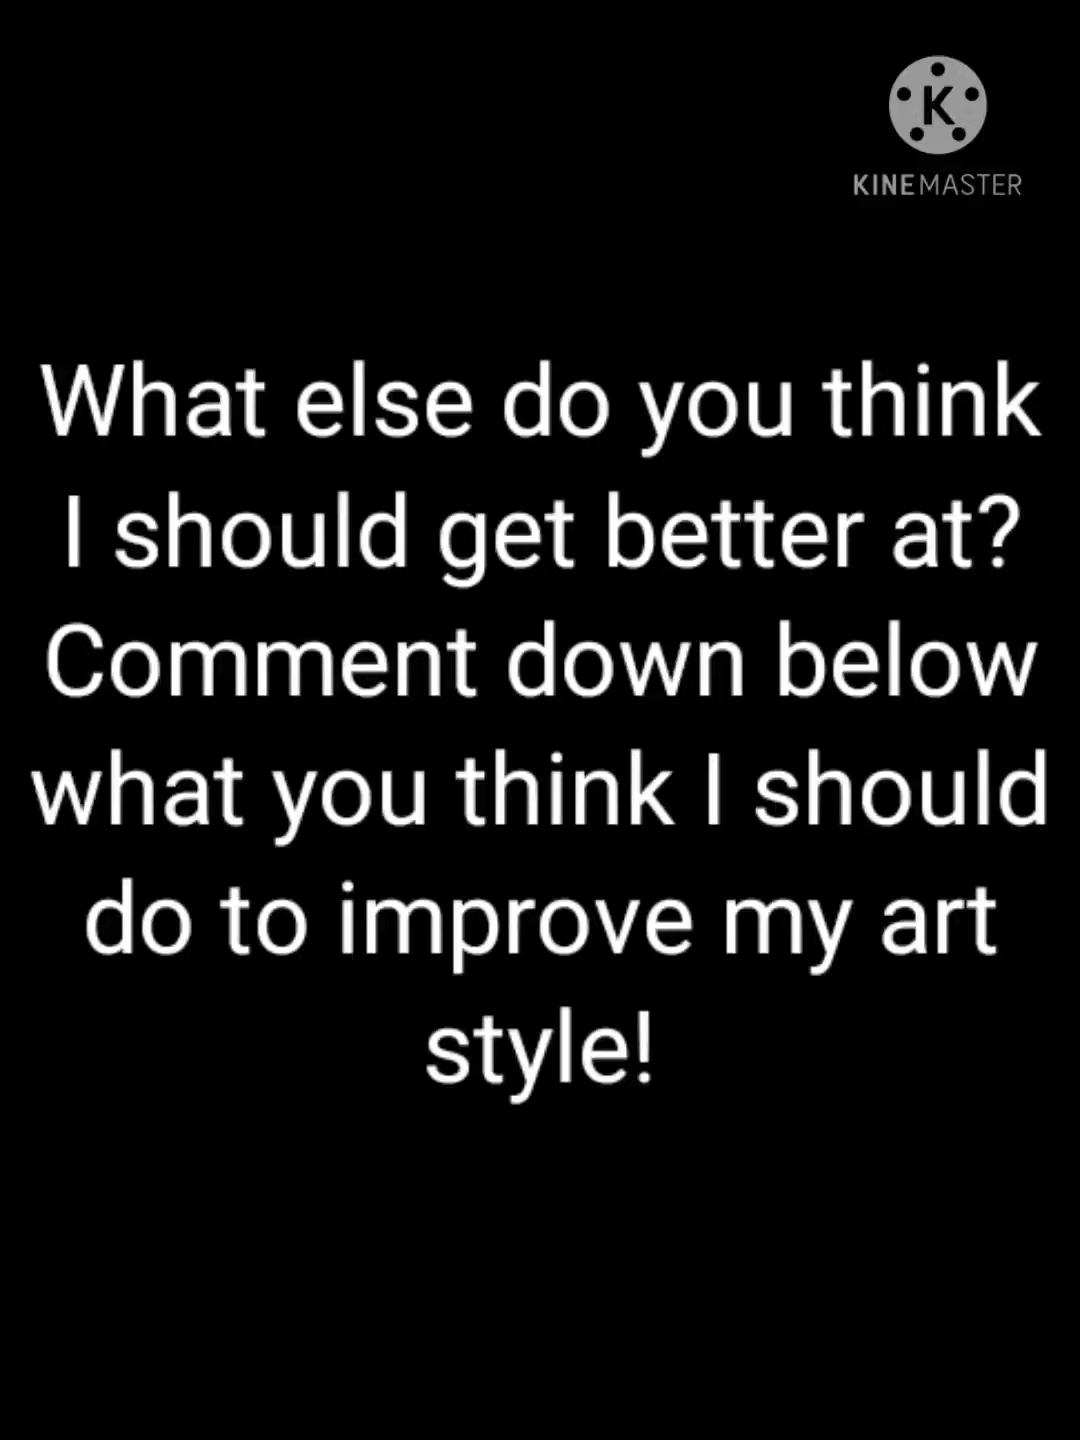 K
KINEMASTER
What else do you think
I should get better at?
Comment down below
what you think I should
do to improve my art
style!